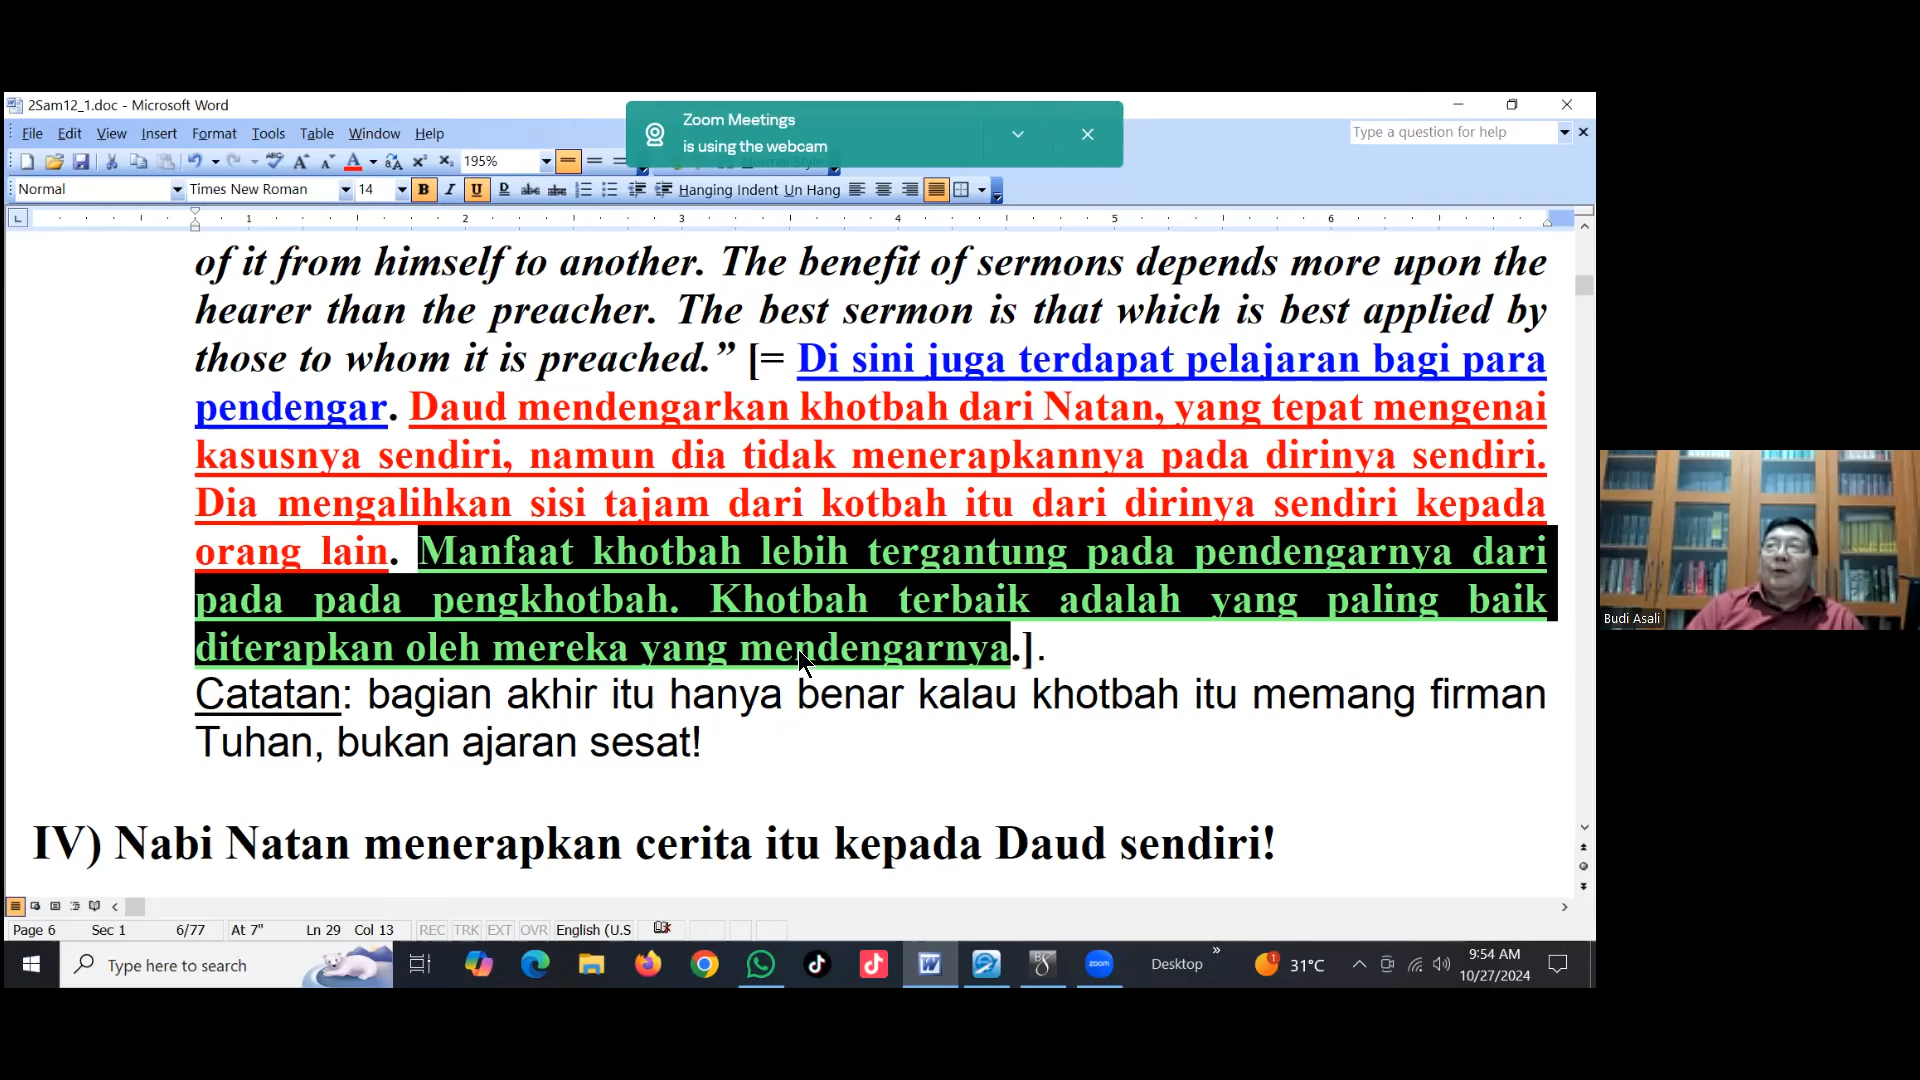 2Sam12_1.doc - Microsoft Word
Zoom Meetings
is using the webcam
File Edit View Insert Format Tools Table Window Help
Type a question for help
195%
Normal Times New Roman 14 B I U D abc abc Hanging Indent Un Hang
1 2 3 4 5 6
of it from himself to another. The benefit of sermons depends more upon the
hearer than the preacher. The best sermon is that which is best applied by
those to whom it is preached.” [= Di sini juga terdapat pelajaran bagi para
pendengar. Daud mendengarkan khotbah dari Natan, yang tepat mengenai
kasusnya sendiri, namun dia tidak menerapkannya pada dirinya sendiri.
Dia mengalihkan sisi tajam dari kotbah itu dari dirinya sendiri kepada
orang lain. Manfaat khotbah lebih tergantung pada pendengarnya dari
pada pada pengkhotbah. Khotbah terbaik adalah yang paling baik
diterapkan oleh mereka yang mendengarnya.].
Catatan: bagian akhir itu hanya benar kalau khotbah itu memang firman
Tuhan, bukan ajaran sesat!
IV) Nabi Natan menerapkan cerita itu kepada Daud sendiri!
Budi Asali
Page 6 Sec 1 6/77 At 7" Ln 29 Col 13 REC TRK EXT OVR English (U.S
Type here to search
zoom
Desktop
31°C
9:54 AM
10/27/2024